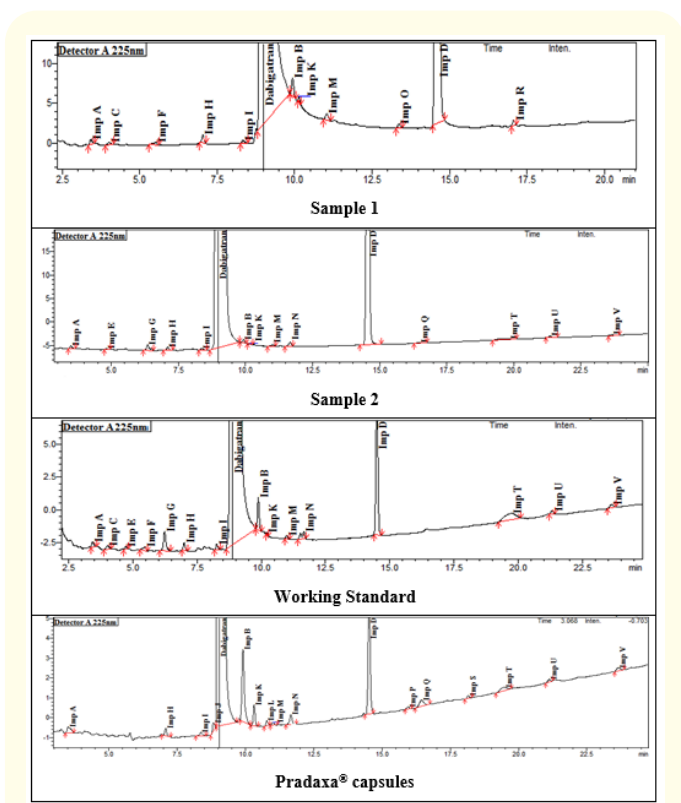 Detector A 225nm Time Inten.
10
5
0
Imp A Imp C Imp F Imp H Imp I Dabigatran Imp B Imp K Imp M Imp O Imp D Imp R
2.5 5.0 7.5 10.0 12.5 15.0 17.5 20.0 min
Sample 1
Detector A 225nm Time Inten.
15
10
5
0
-5
Imp A Imp E Imp G Imp H Imp I Dabigatran Imp B Imp K Imp M Imp N Imp D Imp Q Imp T Imp U Imp V
5.0 7.5 10.0 12.5 15.0 17.5 20.0 22.5 min
Sample 2
Detector A 225nm Time Inten.
5.0
2.5
0.0
-2.5
Imp A Imp C Imp E Imp F Imp G Imp H Imp I Dabigatran Imp B Imp K Imp M Imp N Imp D Imp T Imp U Imp V
2.5 5.0 7.5 10.0 12.5 15.0 17.5 20.0 22.5 min
Working Standard
Detector A 225nm Time 3.068 Inten. -0.703
5
4
3
2
1
0
-1
Imp A Imp H Imp I Imp J Dabigatran Imp B Imp K Imp L Imp M Imp N Imp D Imp P Imp Q Imp S Imp T Imp U Imp V
5.0 7.5 10.0 12.5 15.0 17.5 20.0 22.5 min
Pradaxa® capsules